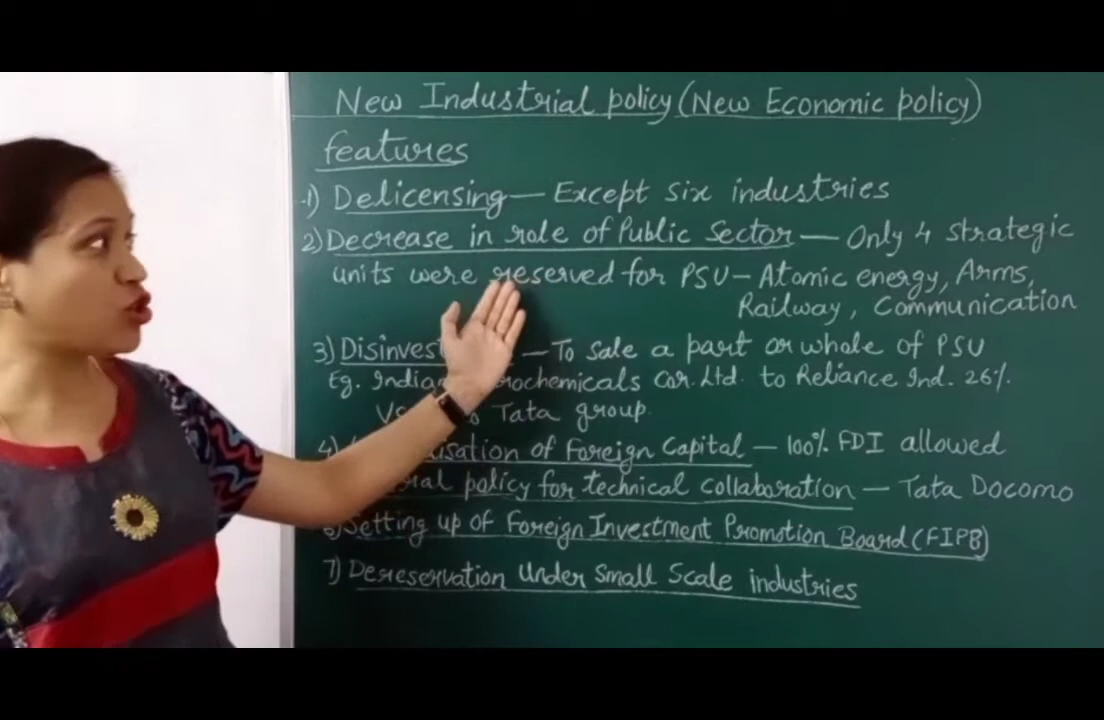 New Industrial policy (New Economic policy)
features
1) Delicensing — Except six industries
2) Decrease in role of Public Sector — Only 4 strategic
units were reserved for PSU — Atomic energy, Arms,
Railway, Communication
3) — To sale a part or whole of PSU
Eg. Cor. Ltd. to Reliance Ind. 26%.
Tata group.
4) of Foreign Capital — 100% FDI allowed
policy for technical collaboration — Tata Docomo
6) Setting up of Foreign Investment Promotion Board (FIPB)
7) Dereservation under Small Scale industries